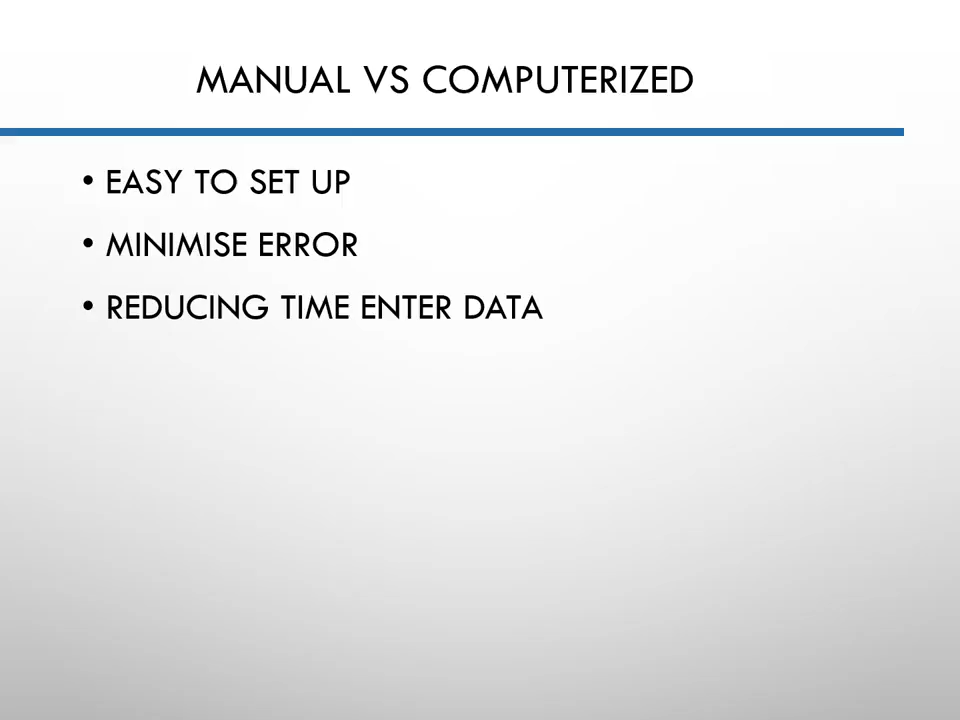 MANUAL VS COMPUTERIZED
• EASY TO SET UP
• MINIMISE ERROR
• REDUCING TIME ENTER DATA